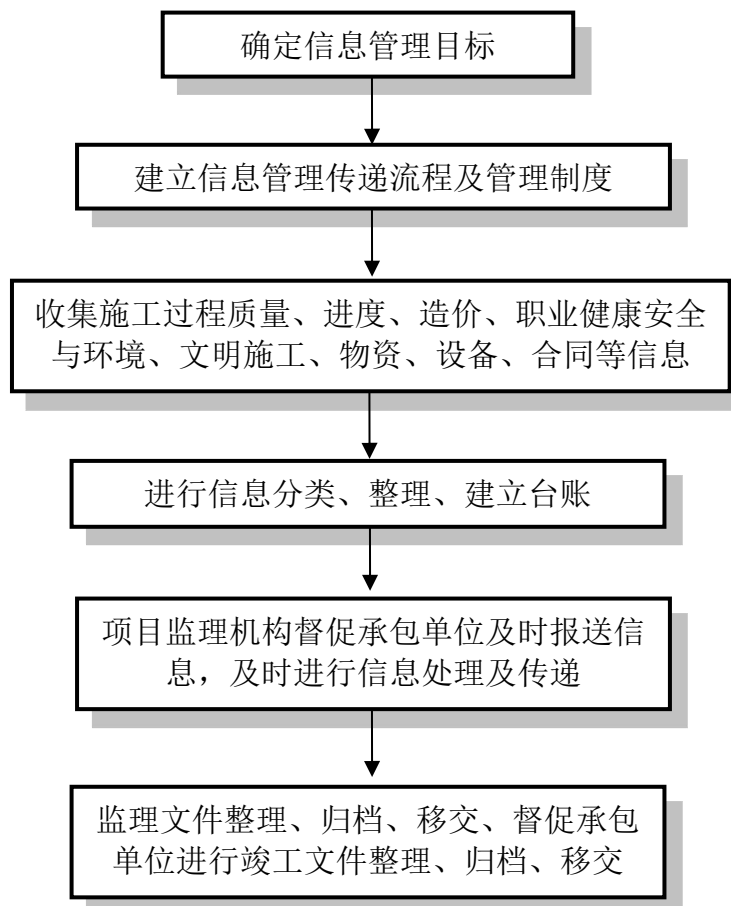 确定信息管理目标
建立信息管理传递流程及管理制度
收集施工过程质量、进度、造价、职业健康安全
与环境、文明施工、物资、设备、合同等信息
进行信息分类、整理、建立台账
项目监理机构督促承包单位及时报送信
息，及时进行信息处理及传递
监理文件整理、归档、移交、督促承包
单位进行竣工文件整理、归档、移交